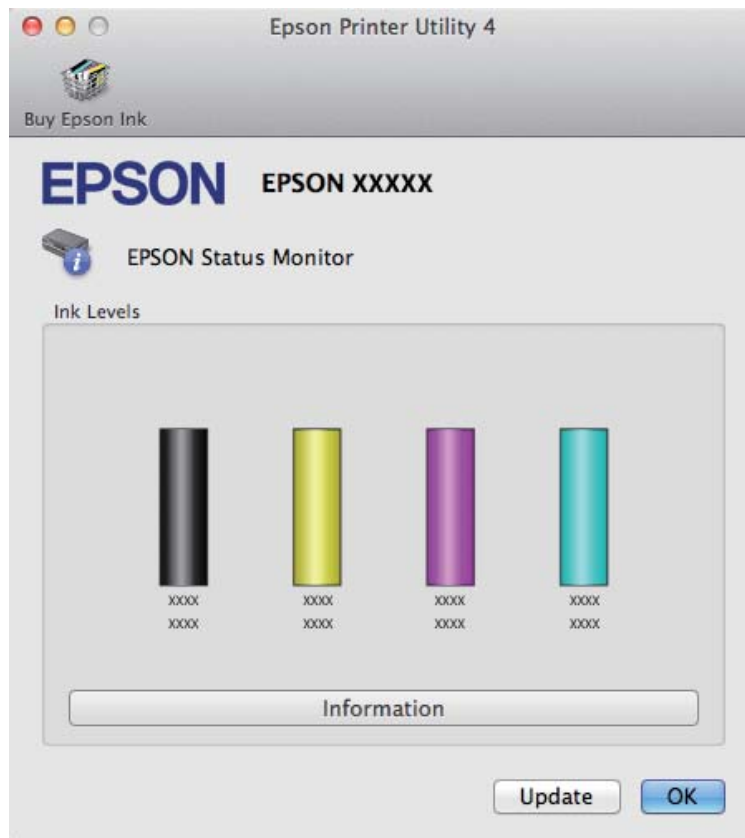 Epson Printer Utility 4
Buy Epson Ink
EPSON EPSON XXXXX
EPSON Status Monitor
Ink Levels
xxxx xxxx xxxx xxxx
xxxx xxxx xxxx xxxx
Information
Update OK